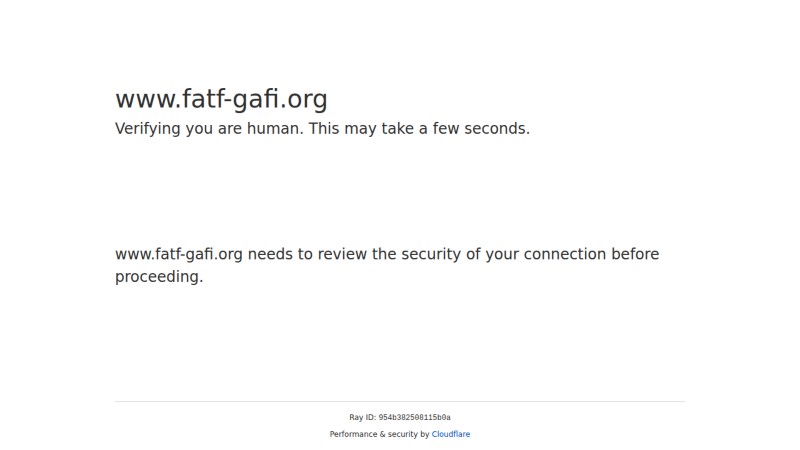 www.fatf-gafi.org
Verifying you are human. This may take a few seconds.
www.fatf-gafi.org needs to review the security of your connection before
proceeding.
Ray ID: 954b382508115b0a
Performance & security by Cloudflare